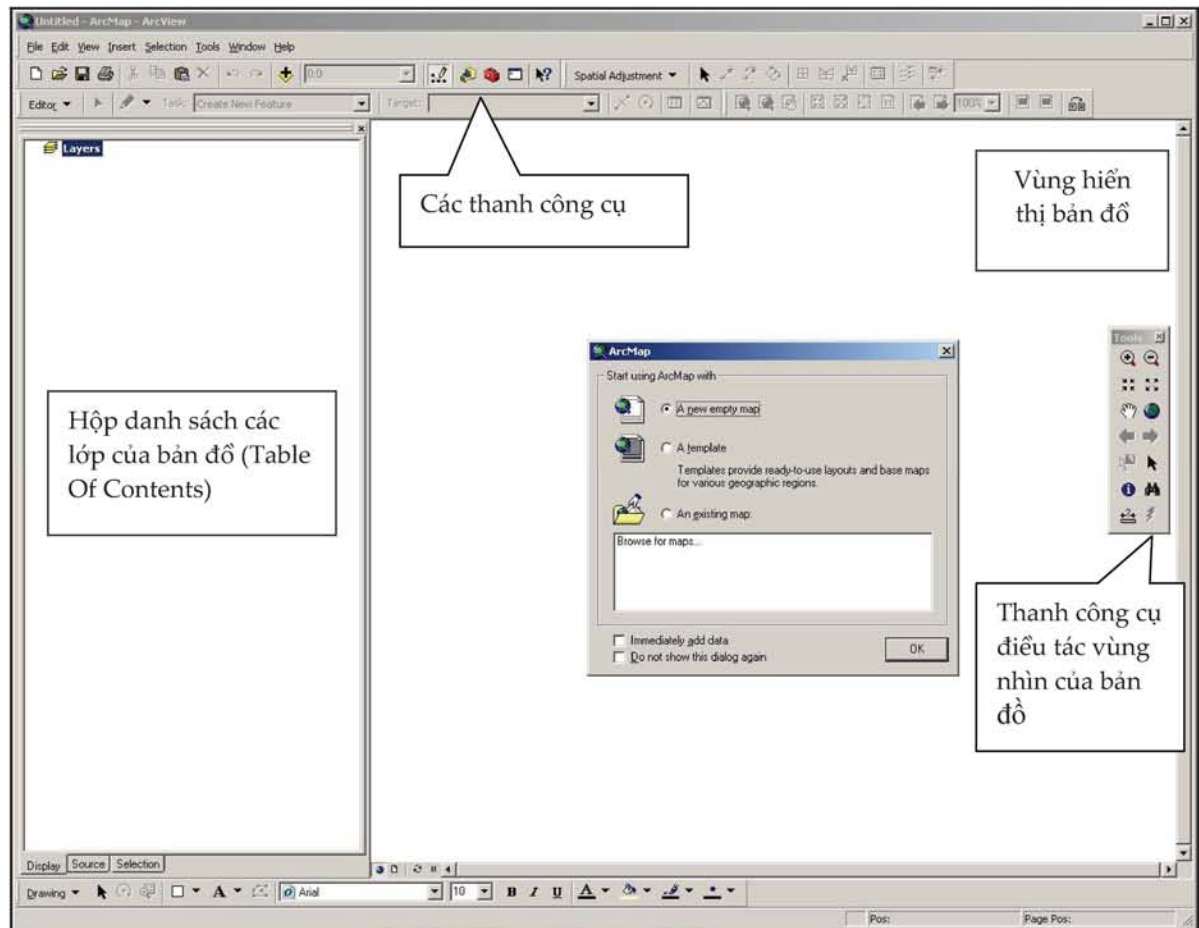 Untitled - ArcMap - ArcView
File Edit View Insert Selection Tools Window Help
0:0
Spatial Adjustment
Editor
Task: Create New Feature
Target:
100%
Layers
Các thanh công cụ
Vùng hiển
thị bản đồ
Hộp danh sách các
lớp của bản đồ (Table
Of Contents)
ArcMap
Start using ArcMap with
A new empty map
A template
Templates provide ready-to-use layouts and base maps
for various geographic regions.
An existing map:
Browse for maps...
Immediately add data
Do not show this dialog again
OK
Tools
Thanh công cụ
điều tác vùng
nhìn của bản
đồ
Display Source Selection
Drawing
A
Arial
10
B I U A
Pos:
Page Pos: